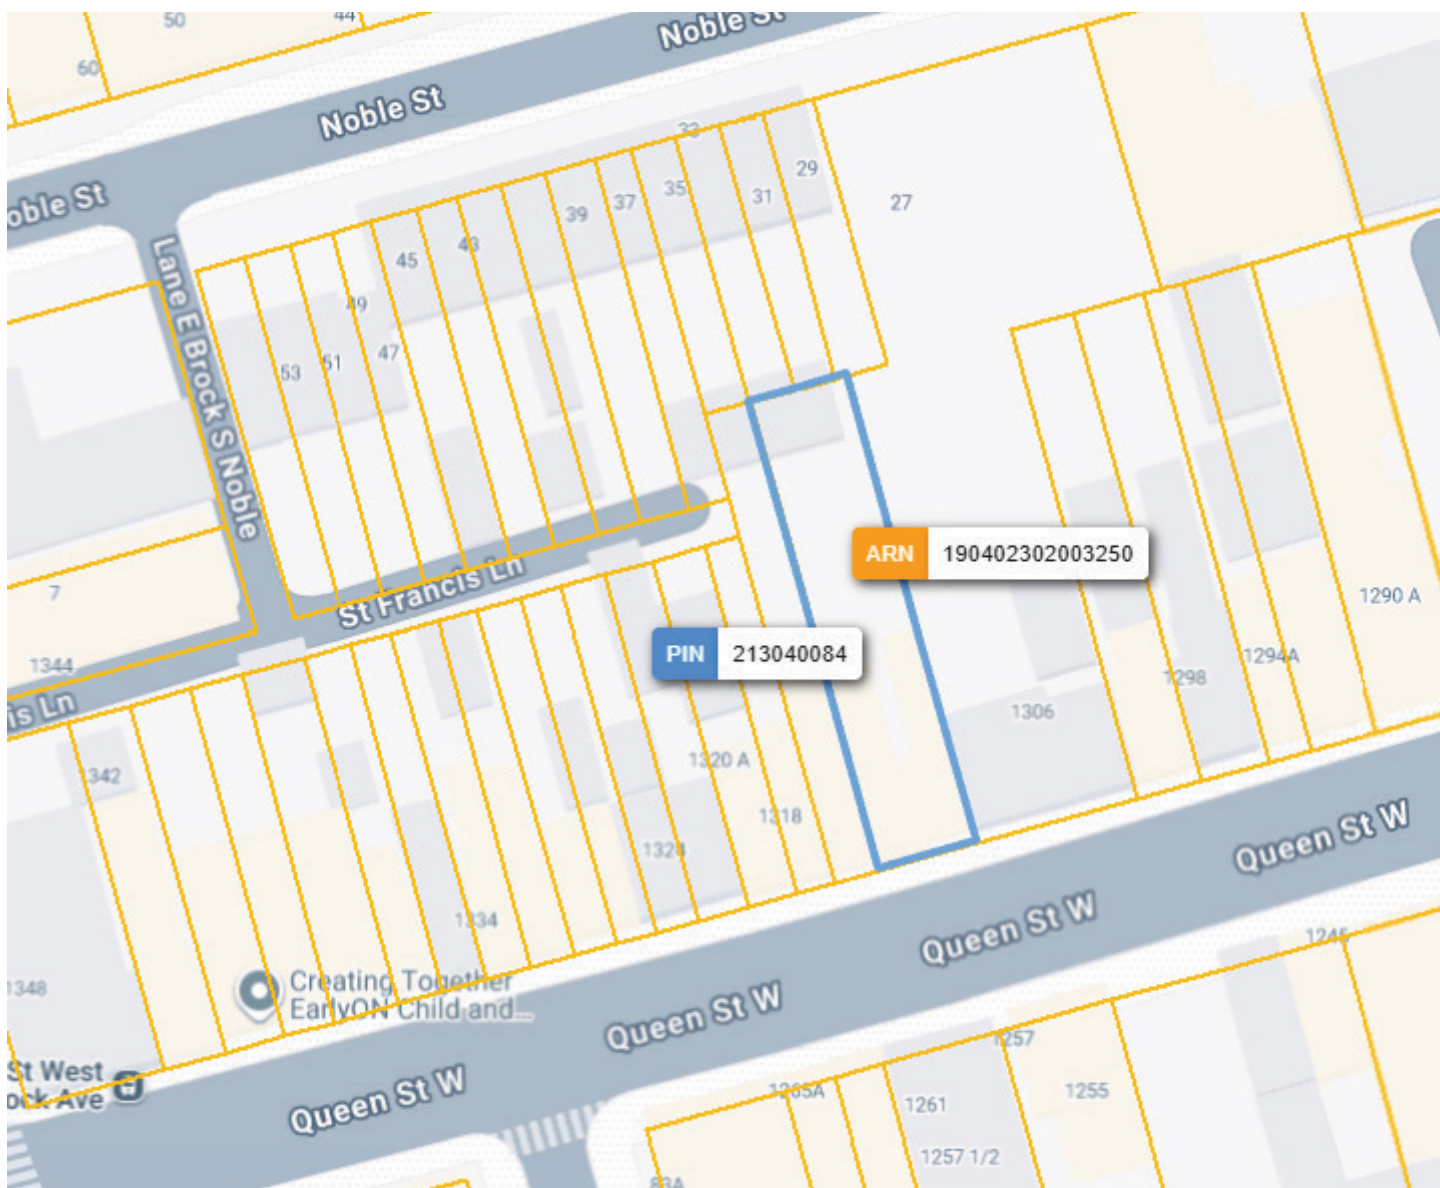 50
44
Noble St
60
Noble St
32
29
oble St
39
37
35
31
27
45
43
Lane E Brock S Noble
49
53
51
47
ARN 190402302003250
7
St Francis Ln
1290 A
PIN 213040084
1344
1294A
1298
is Ln
1306
1342
1320 A
1318
Queen St W
1324
1334
Queen St W
1348
Creating Together
EarlyON Child and...
Queen St W
1257
St West
ock Ave
Queen St W
1265A
1261
1255
1257 1/2
83A